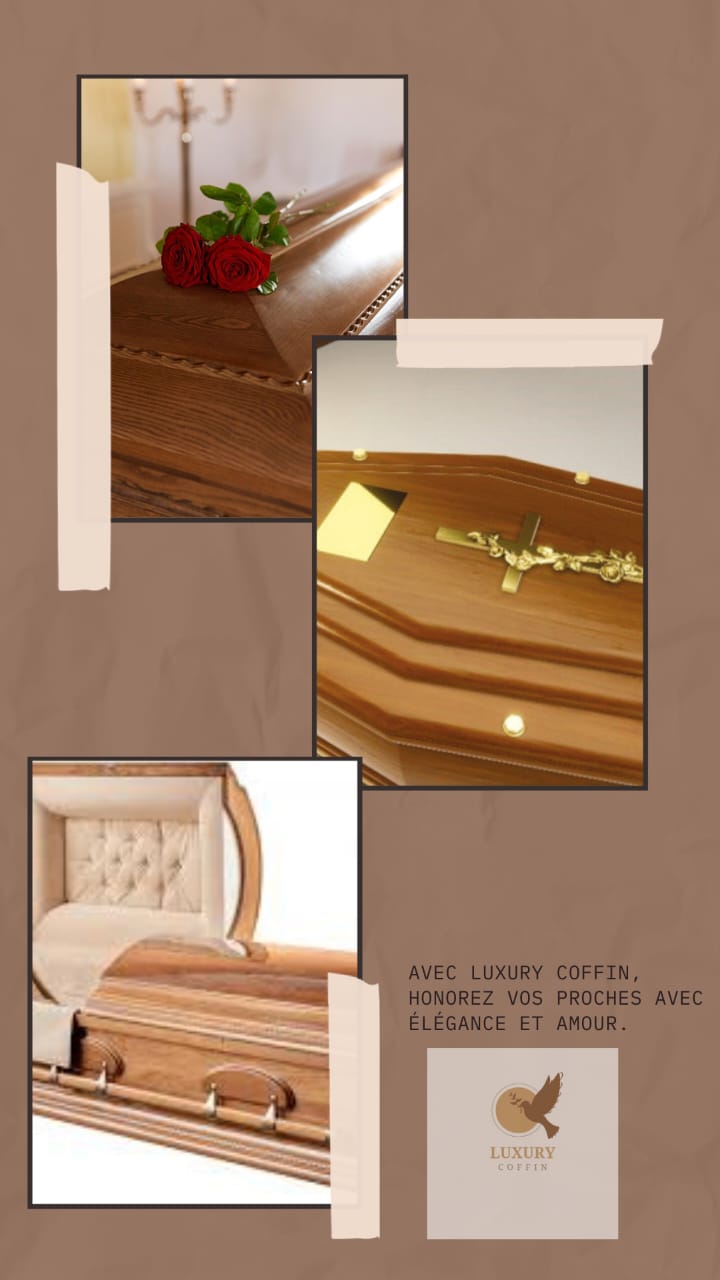 AVEC LUXURY COFFIN,
HONOREZ VOS PROCHES AVEC
ÉLÉGANCE ET AMOUR.
LUXURY
COFFIN